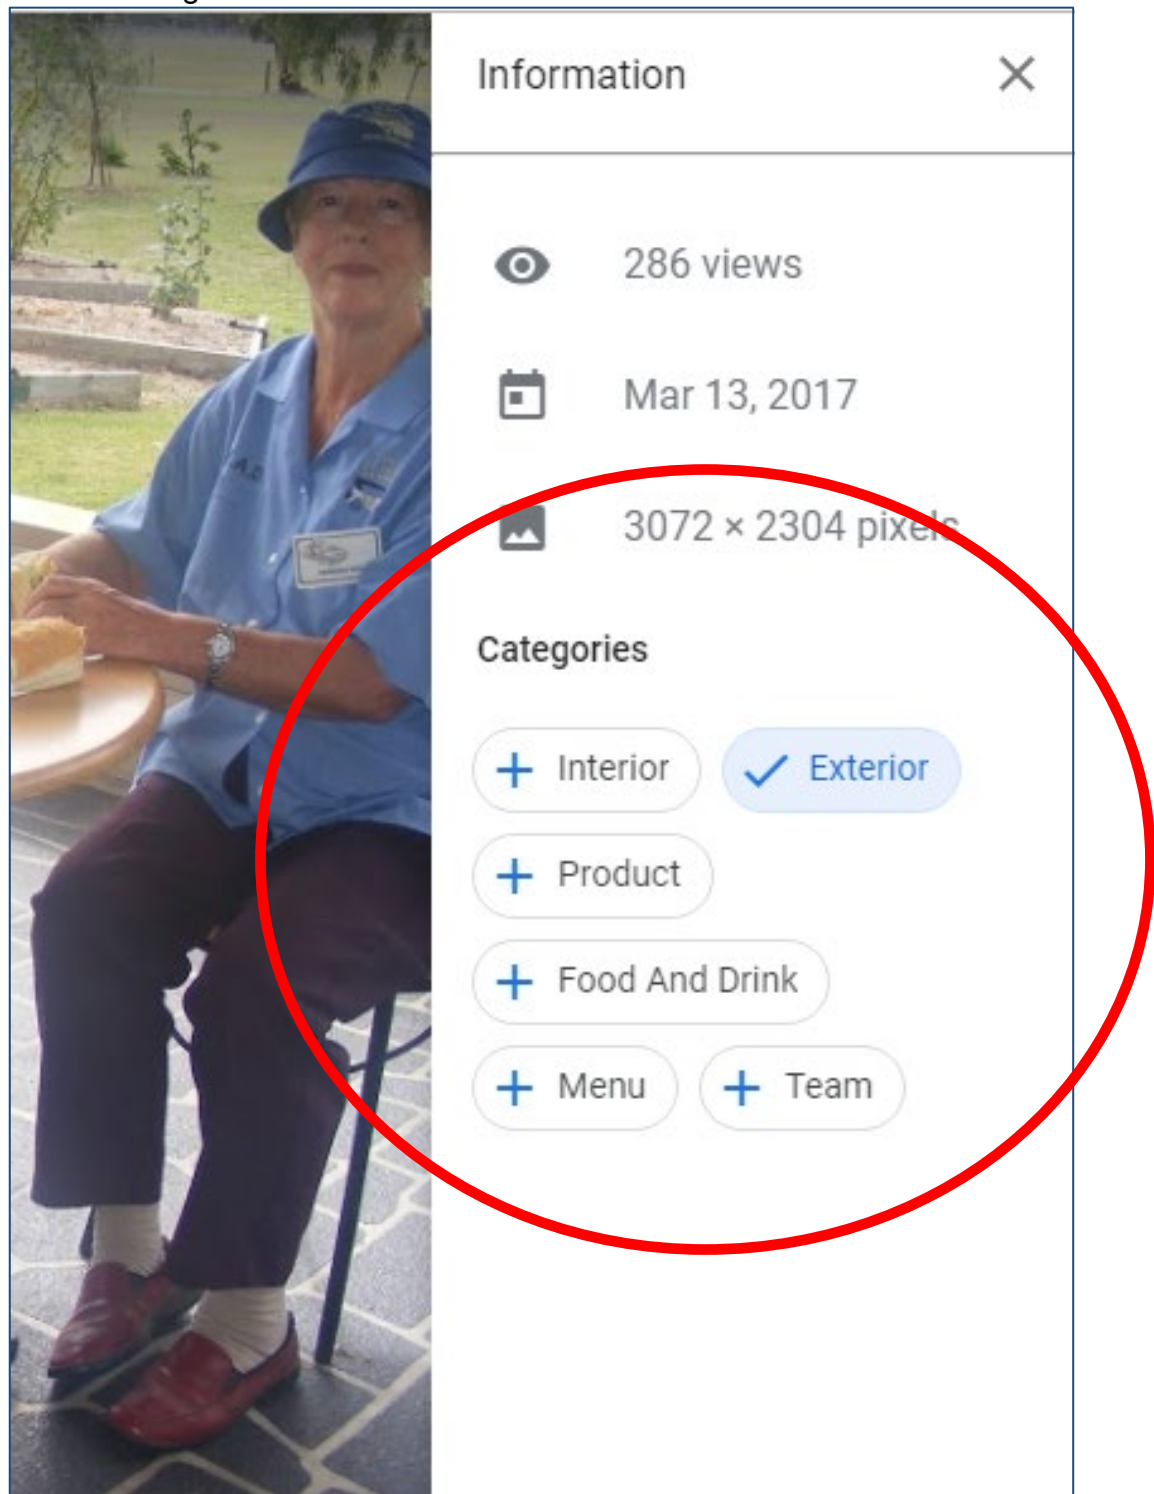 Information
286 views
Mar 13, 2017
3072 × 2304 pixels
Categories
Interior Exterior
Product
Food And Drink
Menu Team